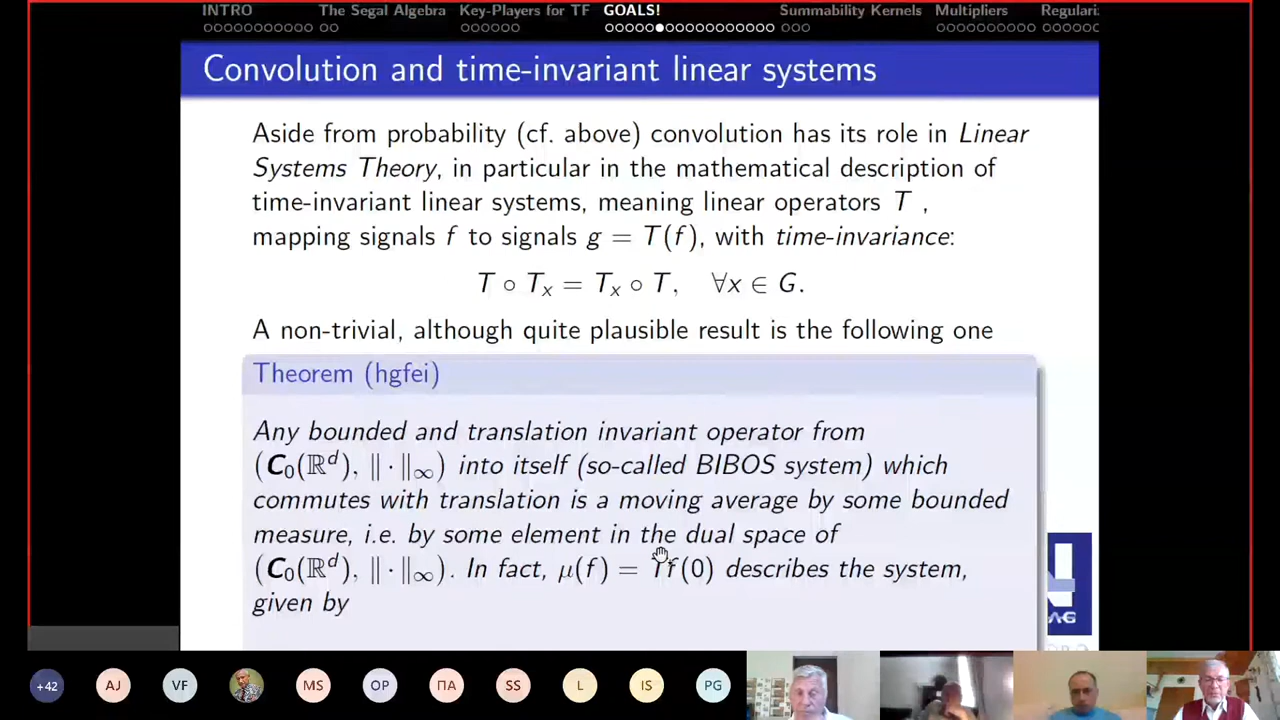 INTRO The Segal Algebra Key-Players for TF GOALS! Summability Kernels Multipliers Regulari
Convolution and time-invariant linear systems
Aside from probability (cf. above) convolution has its role in Linear
Systems Theory, in particular in the mathematical description of
time-invariant linear systems, meaning linear operators T ,
mapping signals f to signals g = T(f), with time-invariance:
T ∘ Tₓ = Tₓ ∘ T, ∀x ∈ G.
A non-trivial, although quite plausible result is the following one
Theorem (hgfei)
Any bounded and translation invariant operator from
(C₀(ℝᵈ), ‖ · ‖∞) into itself (so-called BIBOS system) which
commutes with translation is a moving average by some bounded
measure, i.e. by some element in the dual space of
(C₀(ℝᵈ), ‖ · ‖∞). In fact, μ(f) = Tf(0) describes the system,
given by
+42 AJ VF MS OP ПА SS L IS PG